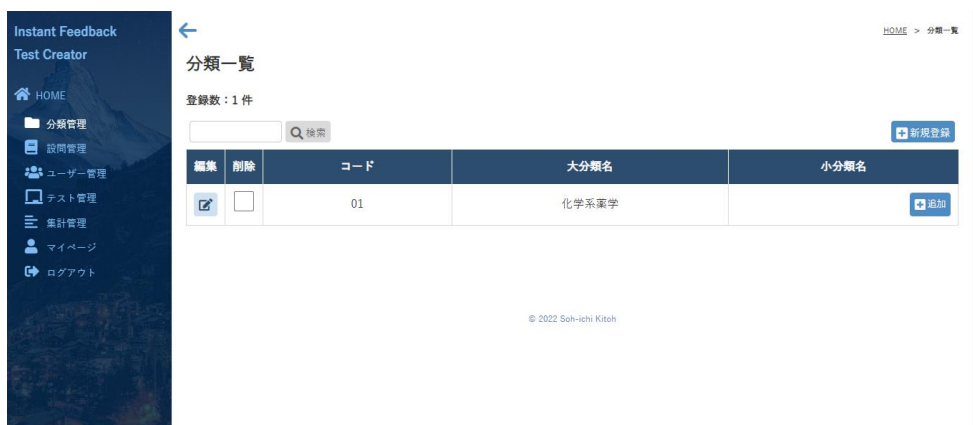 Instant Feedback
Test Creator
HOME
分類管理
設問管理
ユーザー管理
テスト管理
集計管理
マイページ
ログアウト
HOME > 分類一覧
分類一覧
登録数：1 件
検索
新規登録
編集 削除 コード 大分類名 小分類名
01 化学系薬学 追加
© 2022 Soh-ichi Kitoh